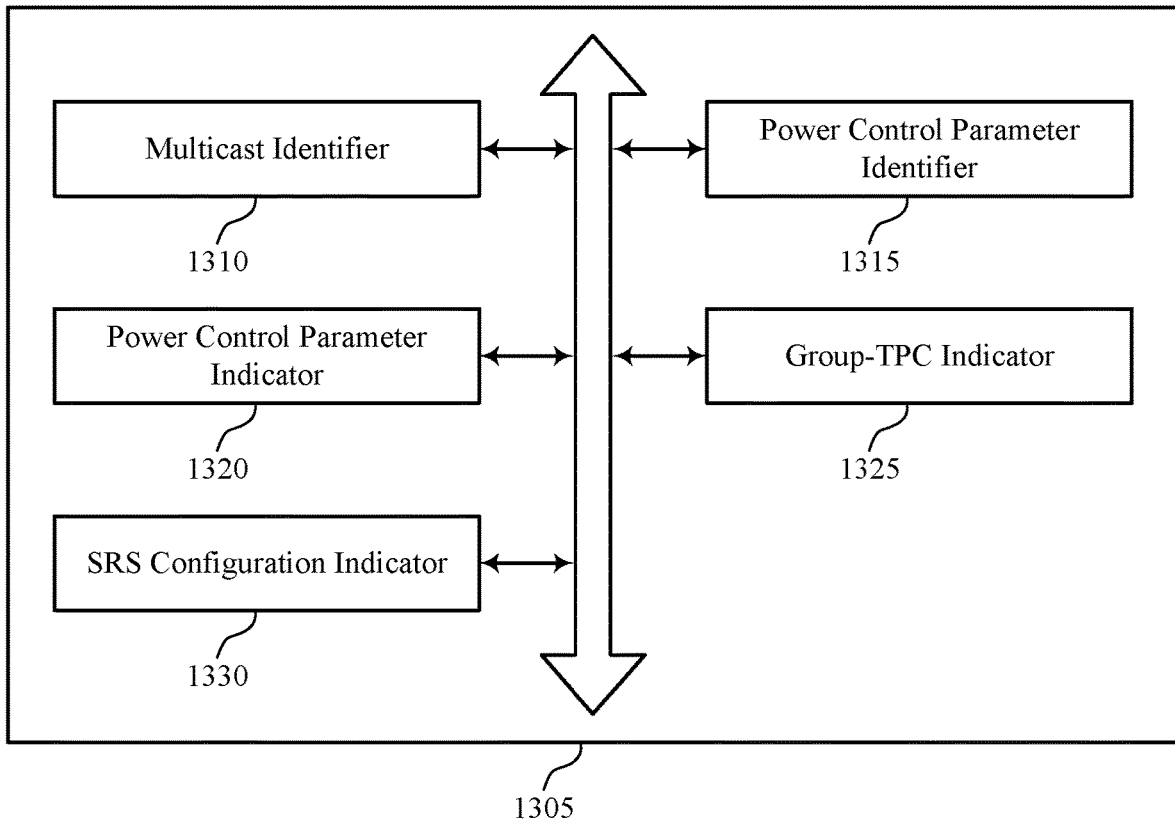 Multicast Identifier
1310
Power Control Parameter
Identifier
1315
Power Control Parameter
Indicator
1320
Group-TPC Indicator
1325
SRS Configuration Indicator
1330
1305